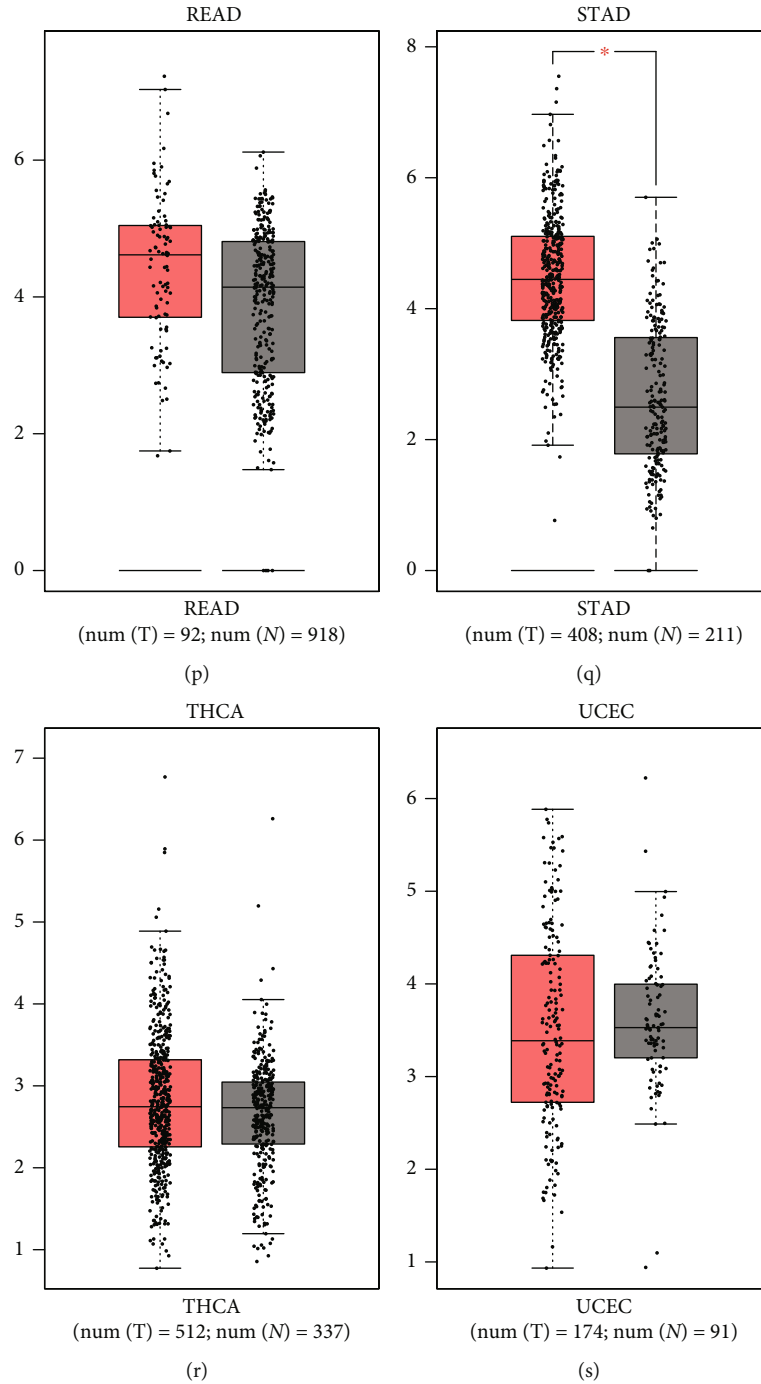 READ
6
4
2
0
READ
(num (T) = 92; num (N) = 918)
(p)
STAD
8
*
6
4
2
0
STAD
(num (T) = 408; num (N) = 211)
(q)
THCA
7
6
5
4
3
2
1
THCA
(num (T) = 512; num (N) = 337)
(r)
UCEC
6
5
4
3
2
1
UCEC
(num (T) = 174; num (N) = 91)
(s)